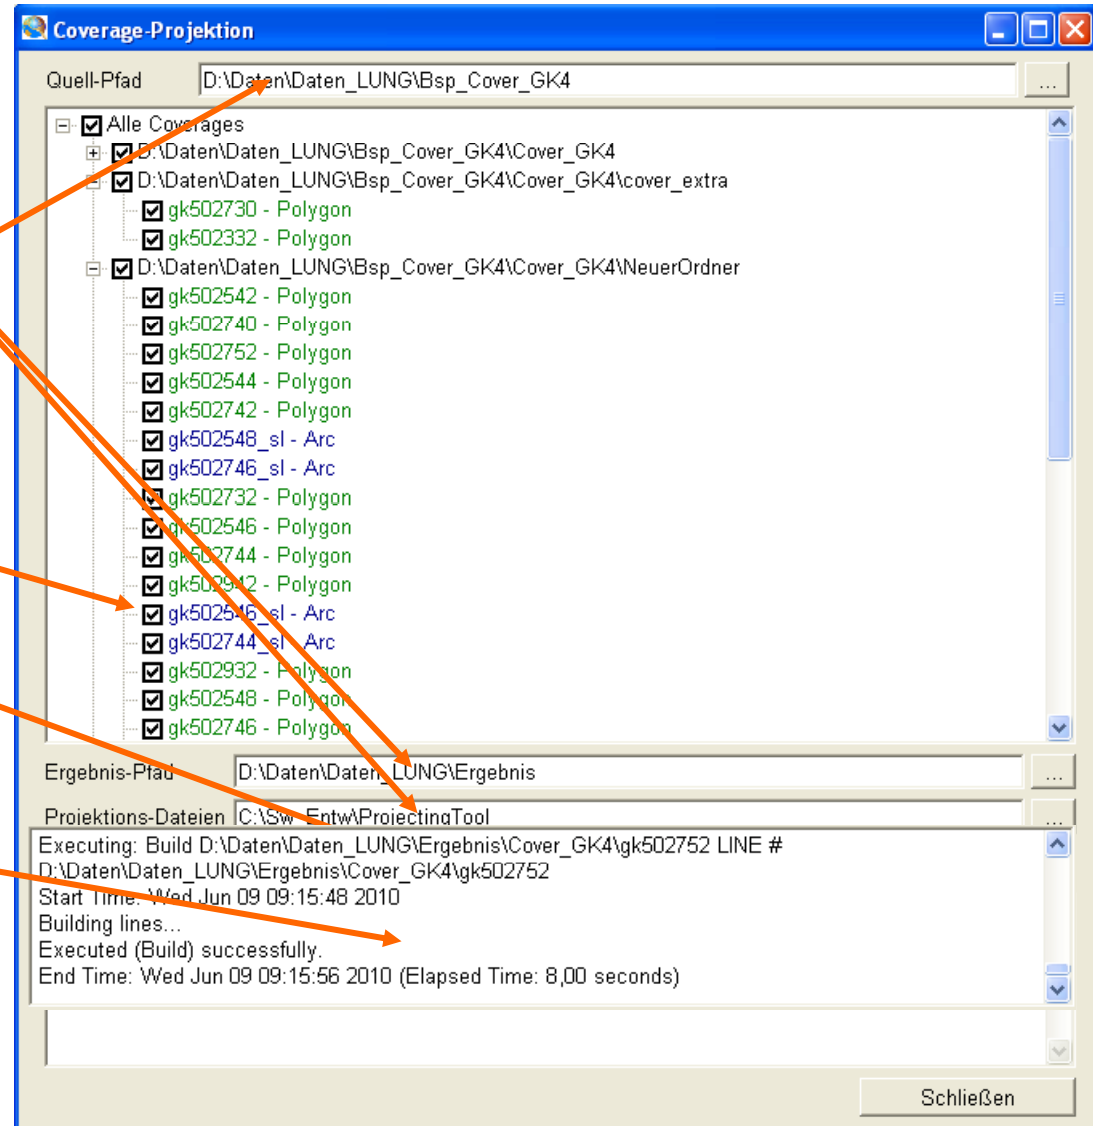 Coverage-Projektion
Quell-Pfad D:\Daten\Daten_LUNG\Bsp_Cover_GK4 ...
Alle Coverages
D:\Daten\Daten_LUNG\Bsp_Cover_GK4\Cover_GK4
D:\Daten\Daten_LUNG\Bsp_Cover_GK4\Cover_GK4\cover_extra
gk502730 - Polygon
gk502332 - Polygon
D:\Daten\Daten_LUNG\Bsp_Cover_GK4\Cover_GK4\NeuerOrdner
gk502542 - Polygon
gk502740 - Polygon
gk502752 - Polygon
gk502544 - Polygon
gk502742 - Polygon
gk502548_sl - Arc
gk502746_sl - Arc
gk502732 - Polygon
gk502546 - Polygon
gk502744 - Polygon
gk502942 - Polygon
gk502546_sl - Arc
gk502744_sl - Arc
gk502932 - Polygon
gk502548 - Polygon
gk502746 - Polygon
Ergebnis-Pfad D:\Daten\Daten_LUNG\Ergebnis ...
Projektions-Dateien C:\Sw_Entw\ProjectingTool ...
Executing: Build D:\Daten\Daten_LUNG\Ergebnis\Cover_GK4\gk502752 LINE #
D:\Daten\Daten_LUNG\Ergebnis\Cover_GK4\gk502752
Start Time: Wed Jun 09 09:15:48 2010
Building lines...
Executed (Build) successfully.
End Time: Wed Jun 09 09:15:56 2010 (Elapsed Time: 8,00 seconds)
Schließen